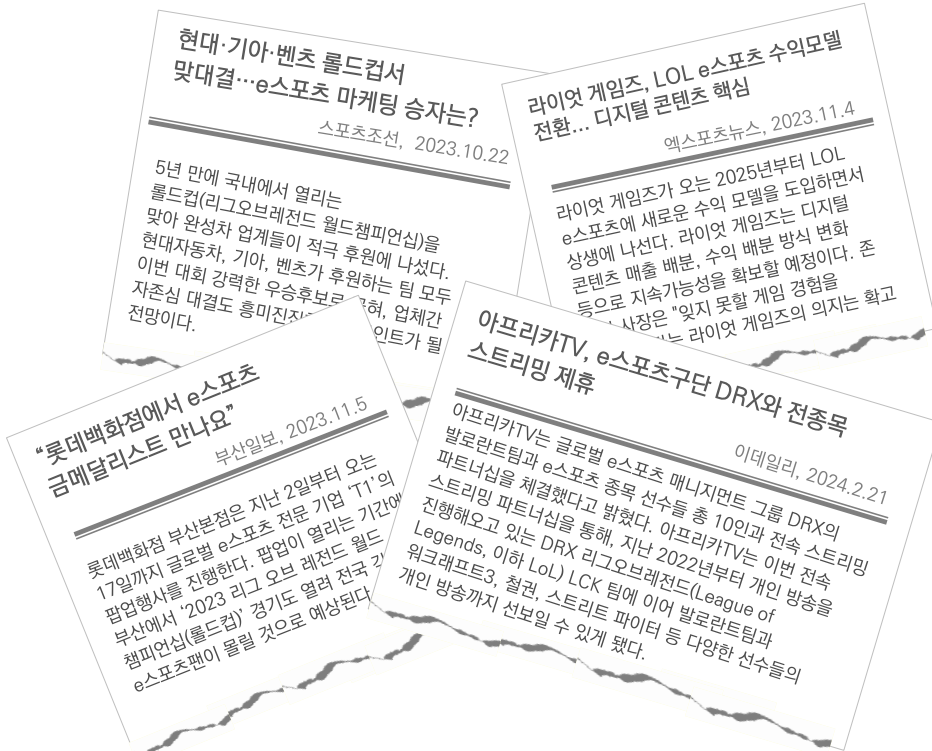 현대·기아·벤츠 롤드컵서
맞대결…e스포츠 마케팅 승자는?
스포츠조선, 2023.10.22
5년 만에 국내에서 열리는
롤드컵(리그오브레전드 월드챔피언십)을
맞아 완성차 업계들이 적극 후원에 나섰다.
현대자동차, 기아, 벤츠가 후원하는 팀 모두
이번 대회 강력한 우승후보로 혀, 업체간
자존심 대결도 흥미진진 인트가 될
전망이다.
라이엇 게임즈, LOL e스포츠 수익모델
전환... 디지털 콘텐츠 핵심
엑스포츠뉴스, 2023.11.4
라이엇 게임즈가 오는 2025년부터 LOL
e스포츠에 새로운 수익 모델을 도입하면서
상생에 나선다. 라이엇 게임즈는 디지털
콘텐츠 매출 배분, 수익 배분 방식 변화
등으로 지속가능성을 확보할 예정이다. 존
사장은 "잊지 못할 게임 경험을
는 라이엇 게임즈의 의지는 확고
“롯데백화점에서 e스포츠
금메달리스트 만나요”
부산일보, 2023.11.5
롯데백화점 부산본점은 지난 2일부터 오는
17일까지 글로벌 e스포츠 전문 기업 ‘T1’의
팝업행사를 진행한다. 팝업이 열리는 기간에
부산에서 ‘2023 리그 오브 레전드 월드
챔피언십(롤드컵)’ 경기도 열려 전국
e스포츠팬이 몰릴 것으로 예상된다
아프리카TV, e스포츠구단 DRX와 전종목
스트리밍 제휴
이데일리, 2024.2.21
아프리카TV는 글로벌 e스포츠 매니지먼트 그룹 DRX의
발로란트팀과 e스포츠 종목 선수들 총 10인과 전속 스트리밍
파트너십을 체결했다고 밝혔다. 아프리카TV는 이번 전속
스트리밍 파트너십을 통해, 지난 2022년부터 개인 방송을
진행해오고 있는 DRX 리그오브레전드(League of
Legends, 이하 LoL) LCK 팀에 이어 발로란트팀과
워크래프트3, 철권, 스트리트 파이터 등 다양한 선수들의
개인 방송까지 선보일 수 있게 됐다.